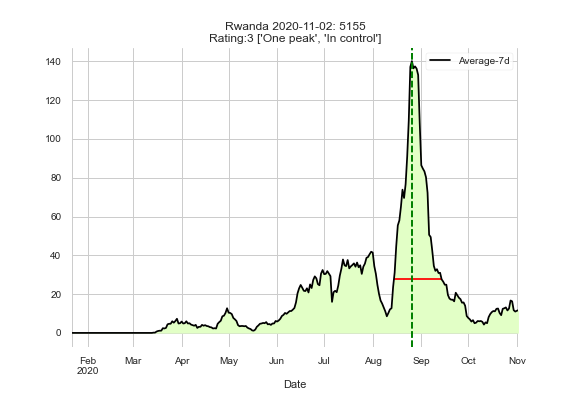 Rwanda 2020-11-02: 5155
Rating:3 ['One peak', 'In control']
Average-7d
140
120
100
80
60
40
20
0
Feb Mar Apr May Jun Jul Aug Sep Oct Nov
2020
Date